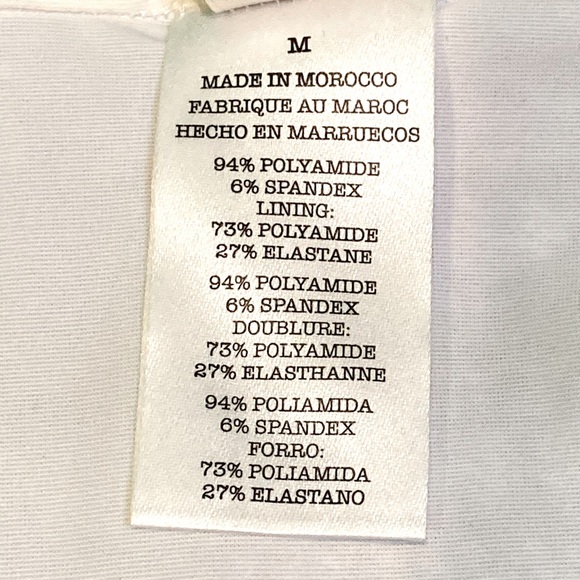 M
MADE IN MOROCCO
FABRIQUE AU MAROC
HECHO EN MARRUECOS
94% POLYAMIDE
6% SPANDEX
LINING:
73% POLYAMIDE
27% ELASTANE
94% POLYAMIDE
6% SPANDEX
DOUBLURE:
73% POLYAMIDE
27% ELASTHANNE
94% POLIAMIDA
6% SPANDEX
FORRO:
73% POLIAMIDA
27% ELASTANO